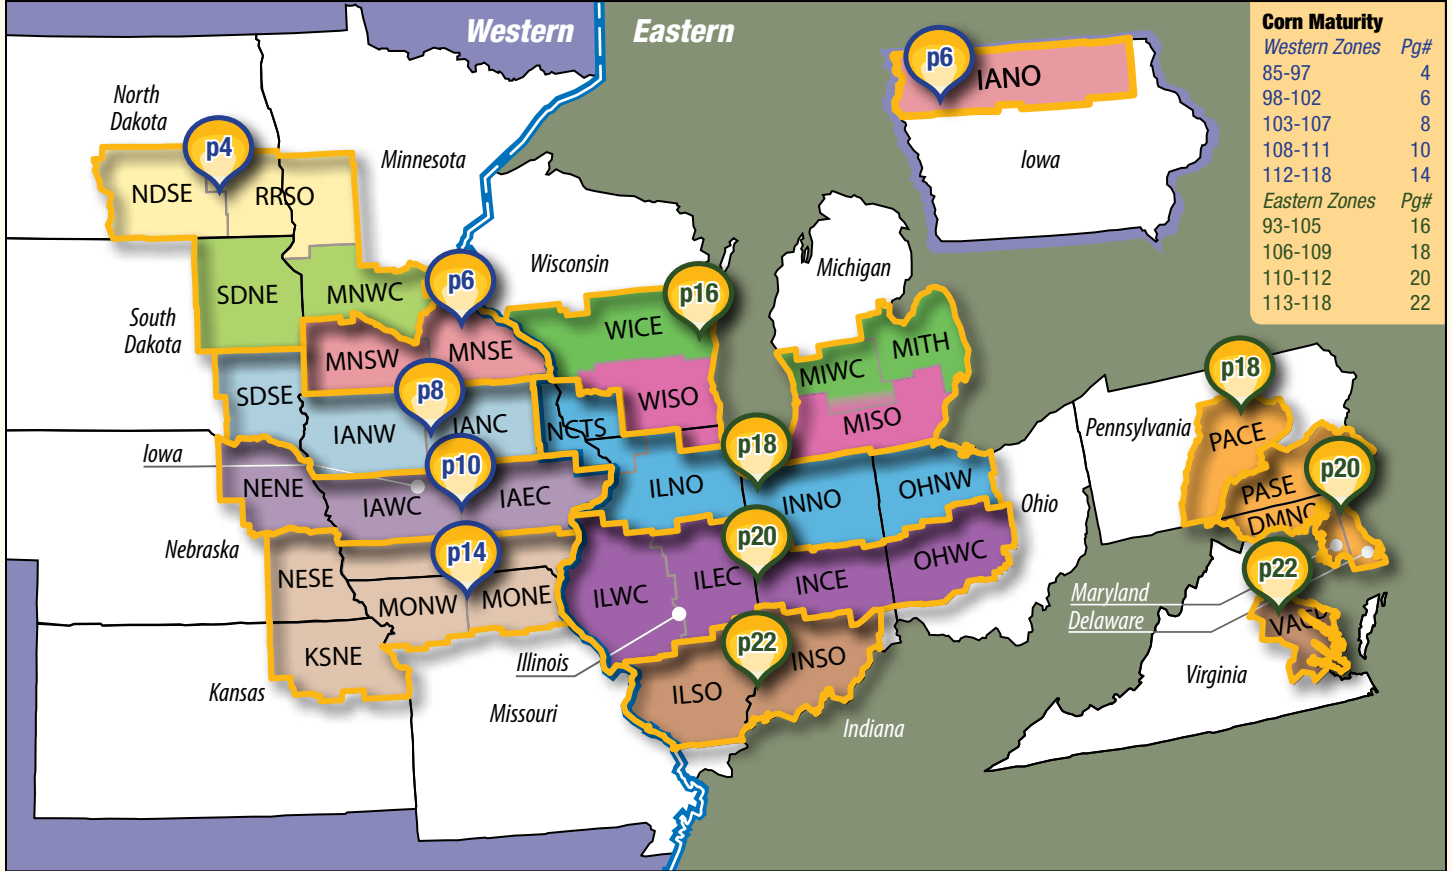 Western Eastern
Corn Maturity
Western Zones Pg#
85-97 4
98-102 6
103-107 8
108-111 10
112-118 14
Eastern Zones Pg#
93-105 16
106-109 18
110-112 20
113-118 22
p6
IANO
Iowa
North
Dakota
p4
NDSE
RRSO
Minnesota
SDNE
MNWC
p6
South
Dakota
MNSW
MNSE
SDSE
p8
IANW
IANC
Iowa
p10
NENE
IAWC
IAEC
Nebraska
p14
NESE
MONW
MONE
KSNE
Kansas
Missouri
Wisconsin
p16
WICE
WISO
NCTS
Michigan
MIWC
MITH
MISO
p18
ILNO
INNO
OHNW
Ohio
p20
ILWC
ILEC
INCE
OHWC
Illinois
p22
ILSO
INSO
Indiana
p18
Pennsylvania
PACE
p20
PASE
DMNC
p22
Maryland
Delaware
VACD
Virginia